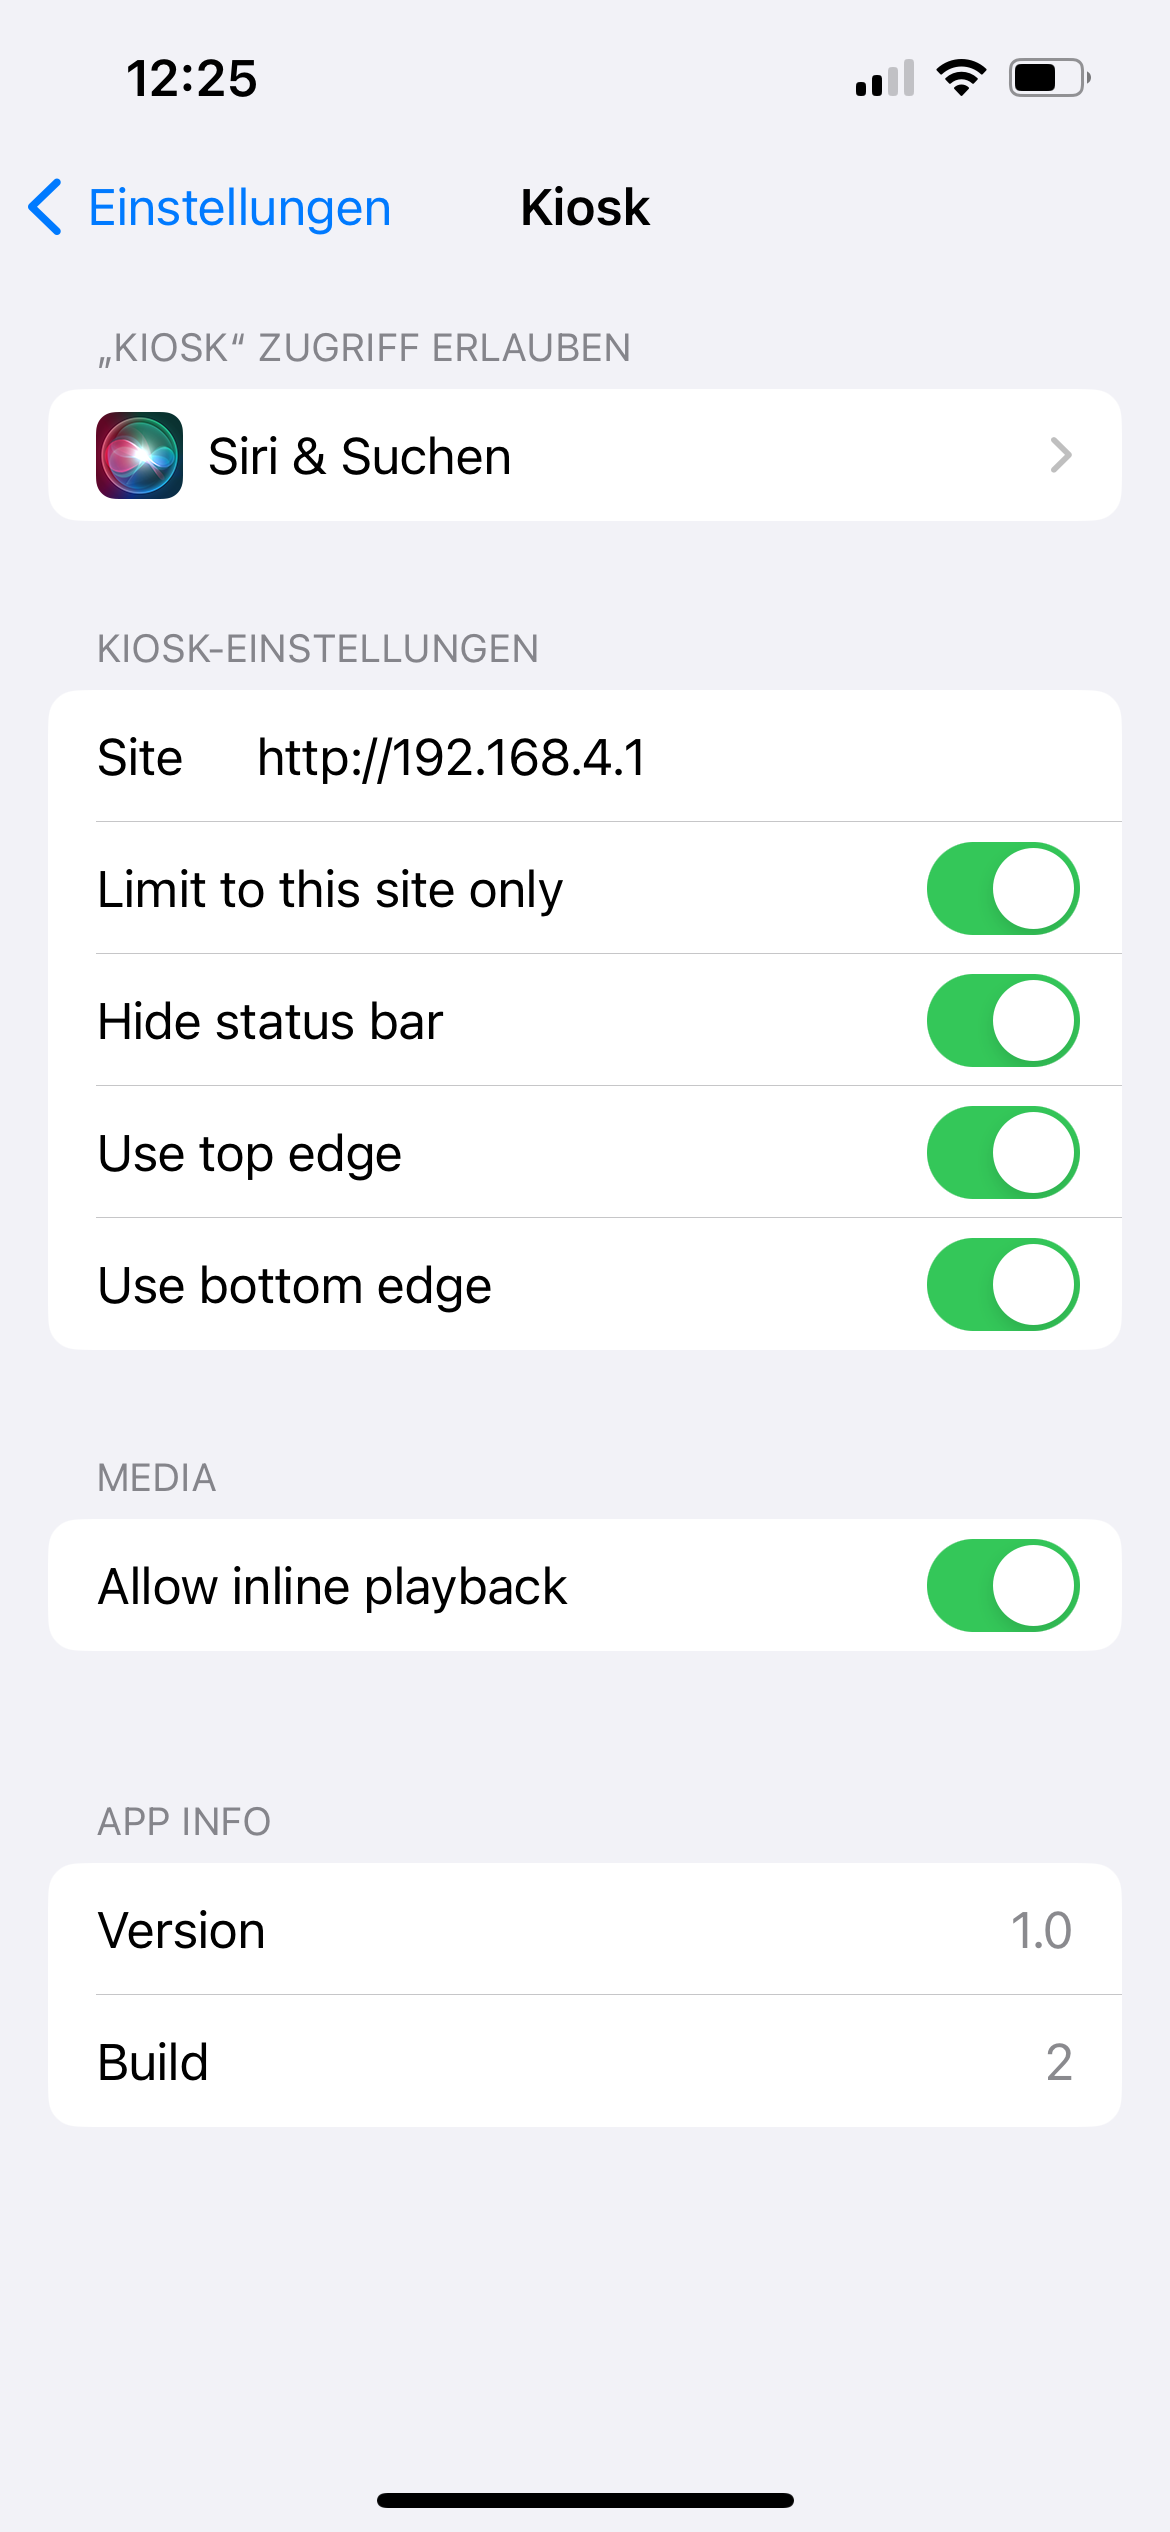 12:25
Einstellungen Kiosk
„KIOSK“ ZUGRIFF ERLAUBEN
Siri & Suchen
KIOSK-EINSTELLUNGEN
Site http://192.168.4.1
Limit to this site only
Hide status bar
Use top edge
Use bottom edge
MEDIA
Allow inline playback
APP INFO
Version 1.0
Build 2